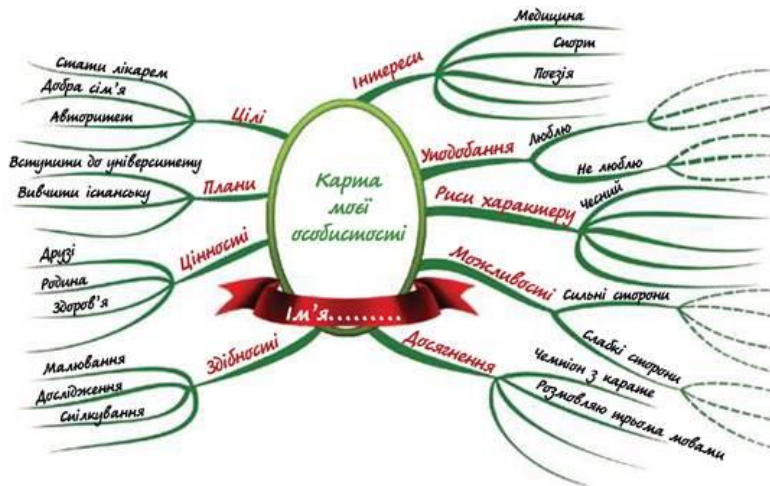 Карта
моєї
особистості
Ім'я.........
Інтереси
Медицина
Спорт
Поезія
Уподобання
Люблю
Не люблю
Риси характеру
Чесний
Можливості
Сильні сторони
Слабкі сторони
Досягнення
Чемпіон з карате
Розмовляю трьома мовами
Цілі
Стати лікарем
Добра сім'я
Авторитет
Плани
Вступити до університету
Вивчити іспанську
Цінності
Друзі
Родина
Здоров'я
Здібності
Малювання
Дослідження
Спілкування